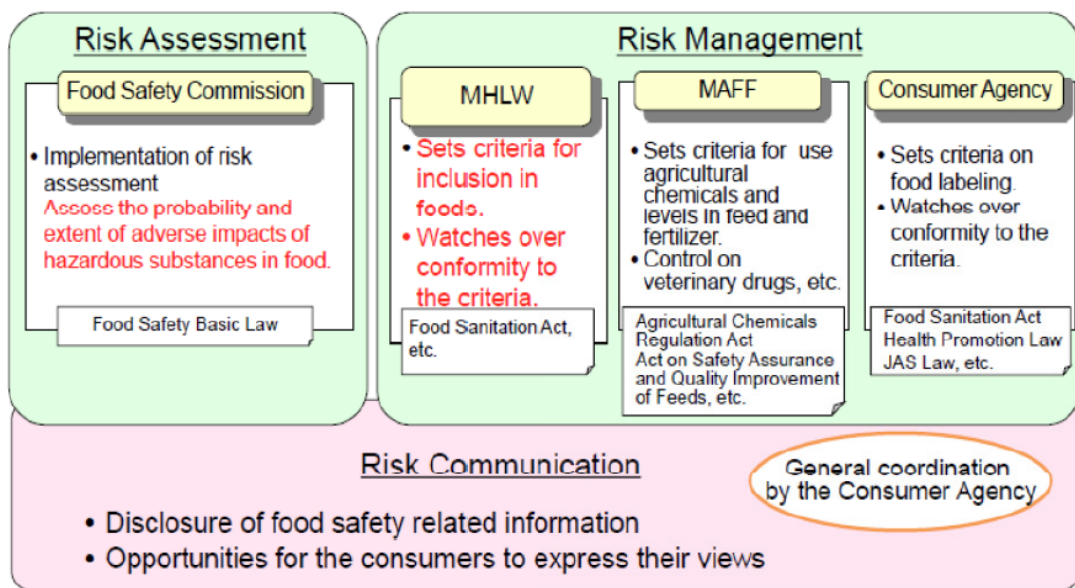 Risk Assessment
Food Safety Commission
• Implementation of risk
assessment
Assess tho probability and
extent of adverse impacts of
hazardous substances in food.
Food Safety Basic Law
Risk Management
MHLW
• Sets criteria for
inclusion in
foods.
• Watches over
conformity to
the criteria.
Food Sanitation Act,
etc.
MAFF
• Sets criteria for use
agricultural
chemicals and
levels in feed and
fertilizer.
• Control on
veterinary drugs, etc.
Agricultural Chemicals
Regulation Act
Act on Safety Assurance
and Quality Improvement
of Feeds, etc.
Consumer Agency
• Sets criteria on
food labeling.
• Watches over
conformity to the
criteria.
Food Sanitation Act
Health Promotion Law
JAS Law, etc.
Risk Communication
General coordination
by the Consumer Agency
• Disclosure of food safety related information
• Opportunities for the consumers to express their views